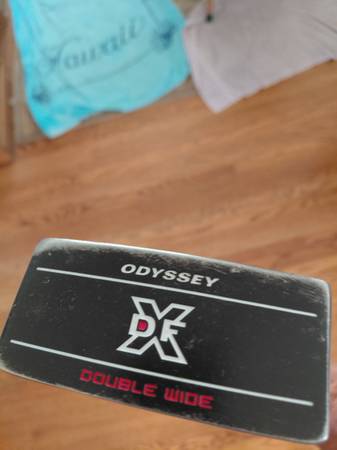 Hawaii
ODYSSEY
DFX
DOUBLE WIDE